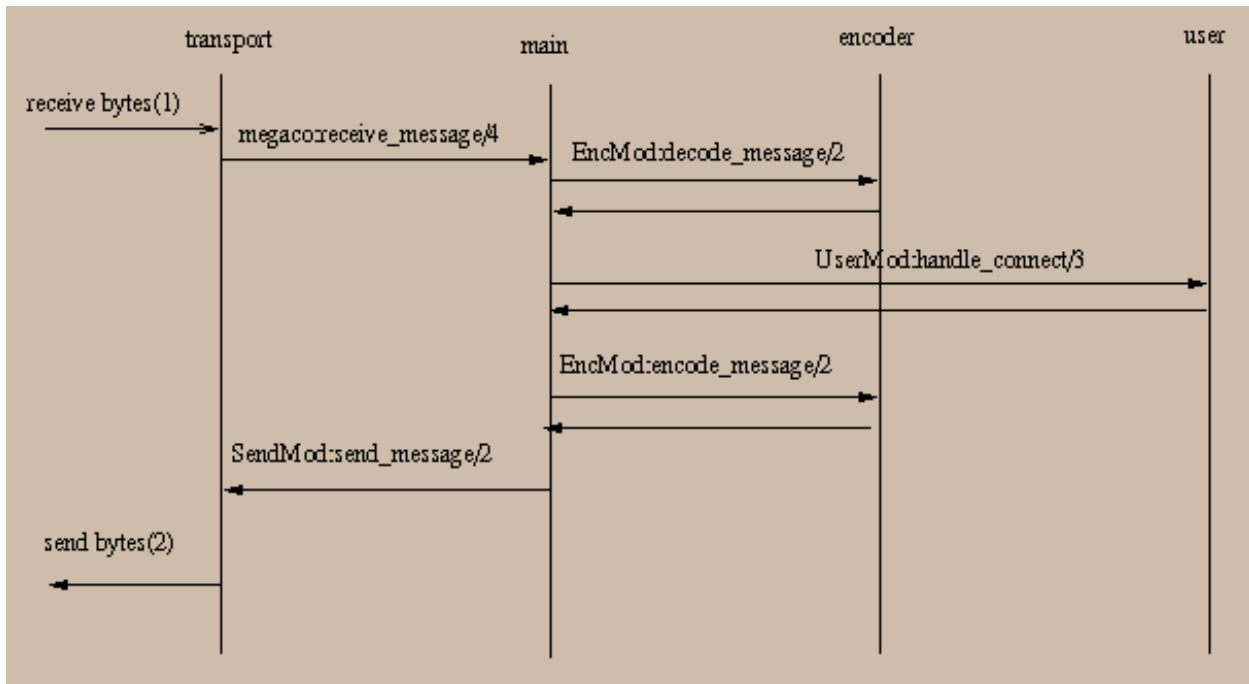 transport
main
encoder
user
receive bytes(1)
megaco:receive_message/4
EncMod:decode_message/2
UserMod:handle_connect/3
EncMod:encode_message/2
SendMod:send_message/2
send bytes(2)